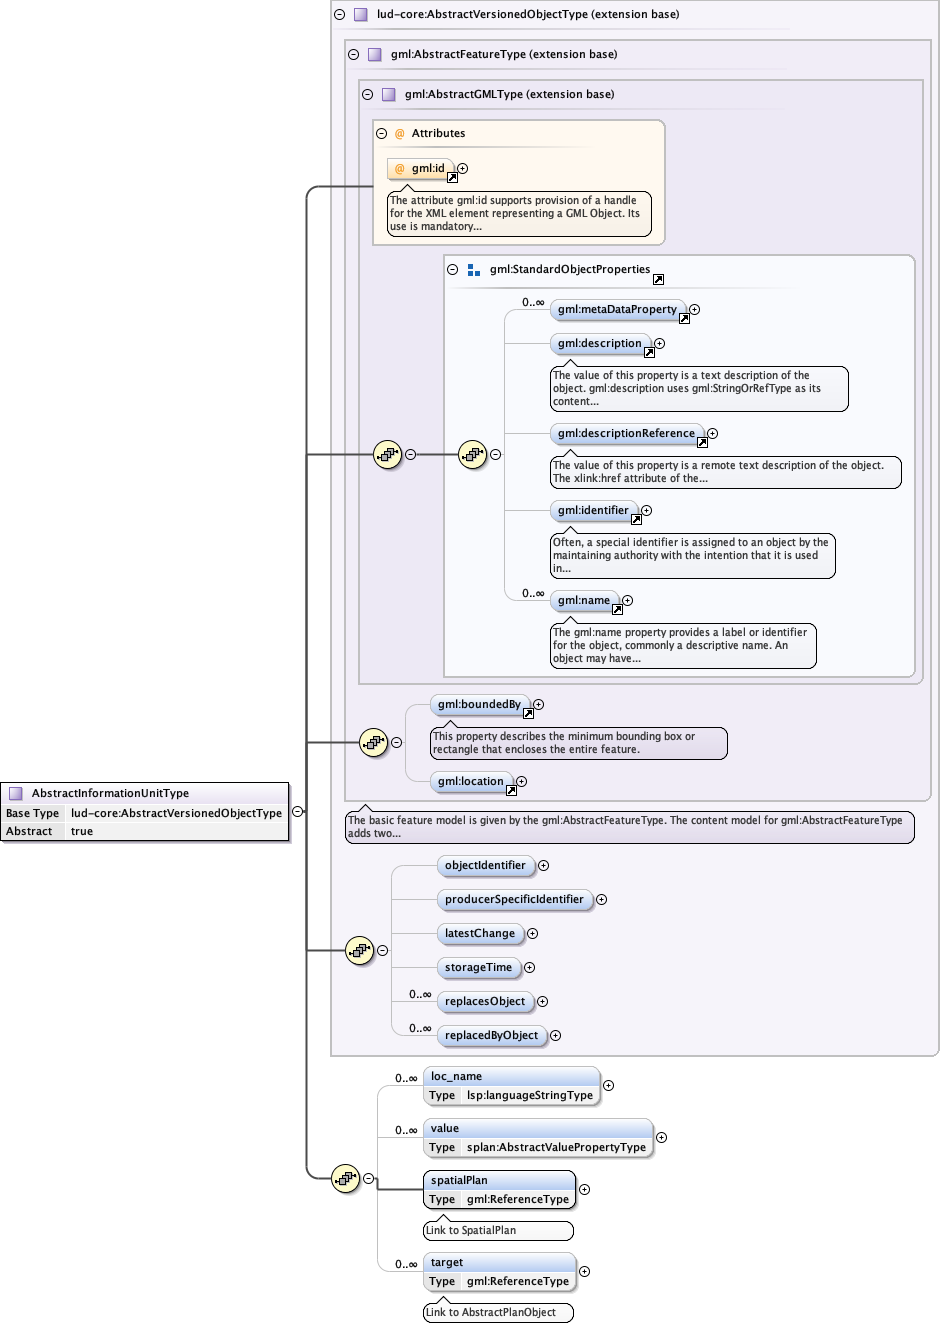 lud-core:AbstractVersionedObjectType (extension base)
gml:AbstractFeatureType (extension base)
gml:AbstractGMLType (extension base)
@ Attributes
@ gml:id
The attribute gml:id supports provision of a handle
for the XML element representing a GML Object. Its
use is mandatory...
gml:StandardObjectProperties
0..∞
gml:metaDataProperty
gml:description
The value of this property is a text description of the
object. gml:description uses gml:StringOrRefType as its
content...
gml:descriptionReference
The value of this property is a remote text description of the object.
The xlink:href attribute of the...
gml:identifier
Often, a special identifier is assigned to an object by the
maintaining authority with the intention that it is used
in...
0..∞
gml:name
The gml:name property provides a label or identifier
for the object, commonly a descriptive name. An
object may have...
gml:boundedBy
This property describes the minimum bounding box or
rectangle that encloses the entire feature.
gml:location
AbstractInformationUnitType
Base Type lud-core:AbstractVersionedObjectType
Abstract true
The basic feature model is given by the gml:AbstractFeatureType. The content model for gml:AbstractFeatureType
adds two...
objectIdentifier
producerSpecificIdentifier
latestChange
storageTime
0..∞
replacesObject
0..∞
replacedByObject
0..∞
loc_name
Type lsp:languageStringType
0..∞
value
Type splan:AbstractValuePropertyType
spatialPlan
Type gml:ReferenceType
Link to SpatialPlan
0..∞
target
Type gml:ReferenceType
Link to AbstractPlanObject